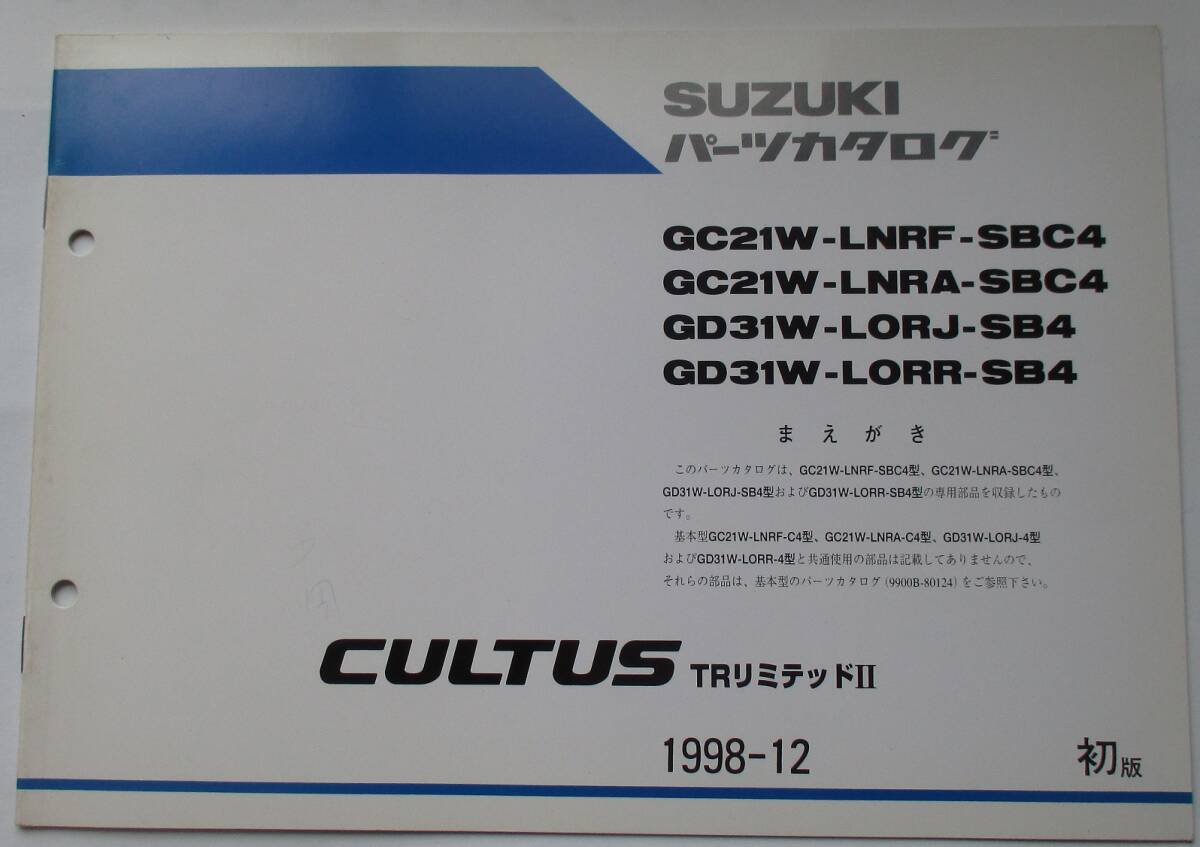 SUZUKI
パーツカタログ
GC21W-LNRF-SBC4
GC21W-LNRA-SBC4
GD31W-LORJ-SB4
GD31W-LORR-SB4
まえがき
このパーツカタログは、GC21W-LNRF-SBC4型、GC21W-LNRA-SBC4型、
GD31W-LORJ-SB4型およびGD31W-LORR-SB4型の専用部品を収録したもの
です。
基本型GC21W-LNRF-C4型、GC21W-LNRA-C4型、GD31W-LORJ-4型
およびGD31W-LORR-4型と共通使用の部品は記載してありませんので、
それらの部品は、基本型のパーツカタログ(9900B-80124)をご参照下さい。
CULTUS TRリミテッドII
1998-12 初版